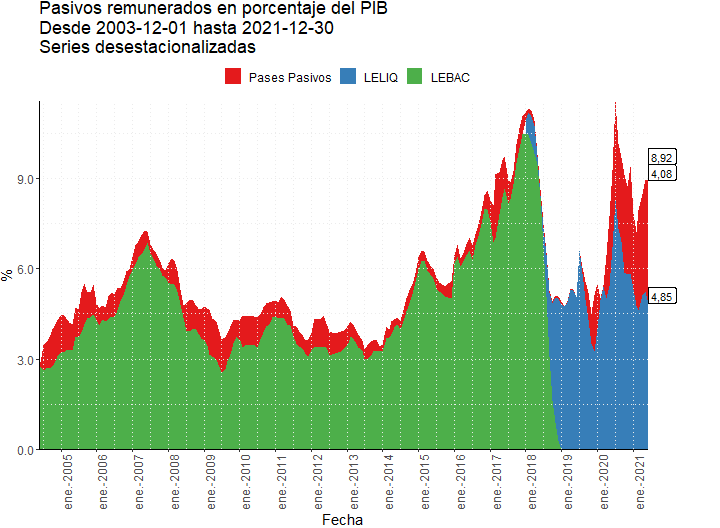 Pasivos remunerados en porcentaje del PIB
Desde 2003-12-01 hasta 2021-12-30
Series desestacionalizadas
Pases Pasivos LELIQ LEBAC
%
9.0
6.0
3.0
0.0
8,92
4,08
4,85
ene.-2005
ene.-2006
ene.-2007
ene.-2008
ene.-2009
ene.-2010
ene.-2011
ene.-2012
ene.-2013
ene.-2014
ene.-2015
ene.-2016
ene.-2017
ene.-2018
ene.-2019
ene.-2020
ene.-2021
Fecha